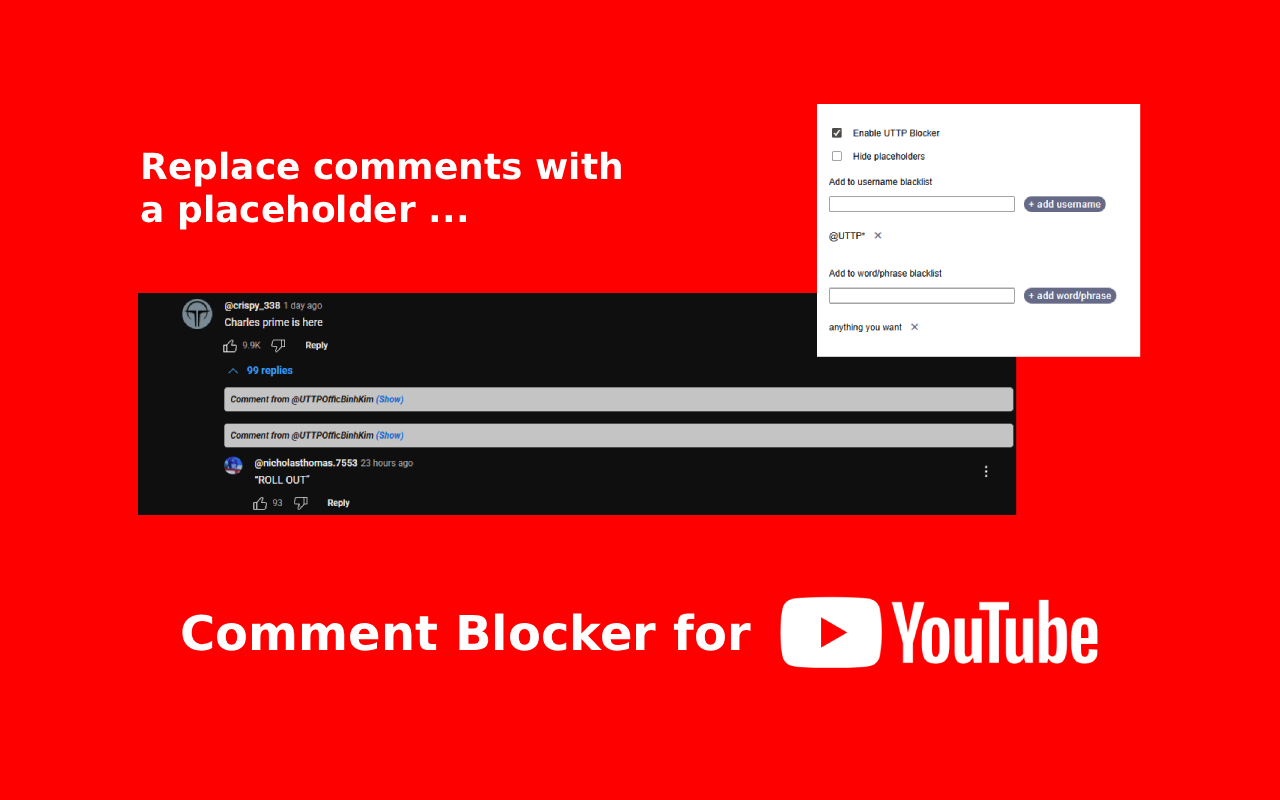 Replace comments with
a placeholder ...
Enable UTTP Blocker
Hide placeholders
Add to username blacklist
+ add username
@UTTP* ✕
Add to word/phrase blacklist
+ add word/phrase
anything you want ✕
@crispy_338 1 day ago
Charles prime is here
9.9K Reply
99 replies
Comment from @UTTPOfficBinhKim (Show)
Comment from @UTTPOfficBinhKim (Show)
@nicholasthomas.7553 23 hours ago
"ROLL OUT"
93 Reply
Comment Blocker for YouTube